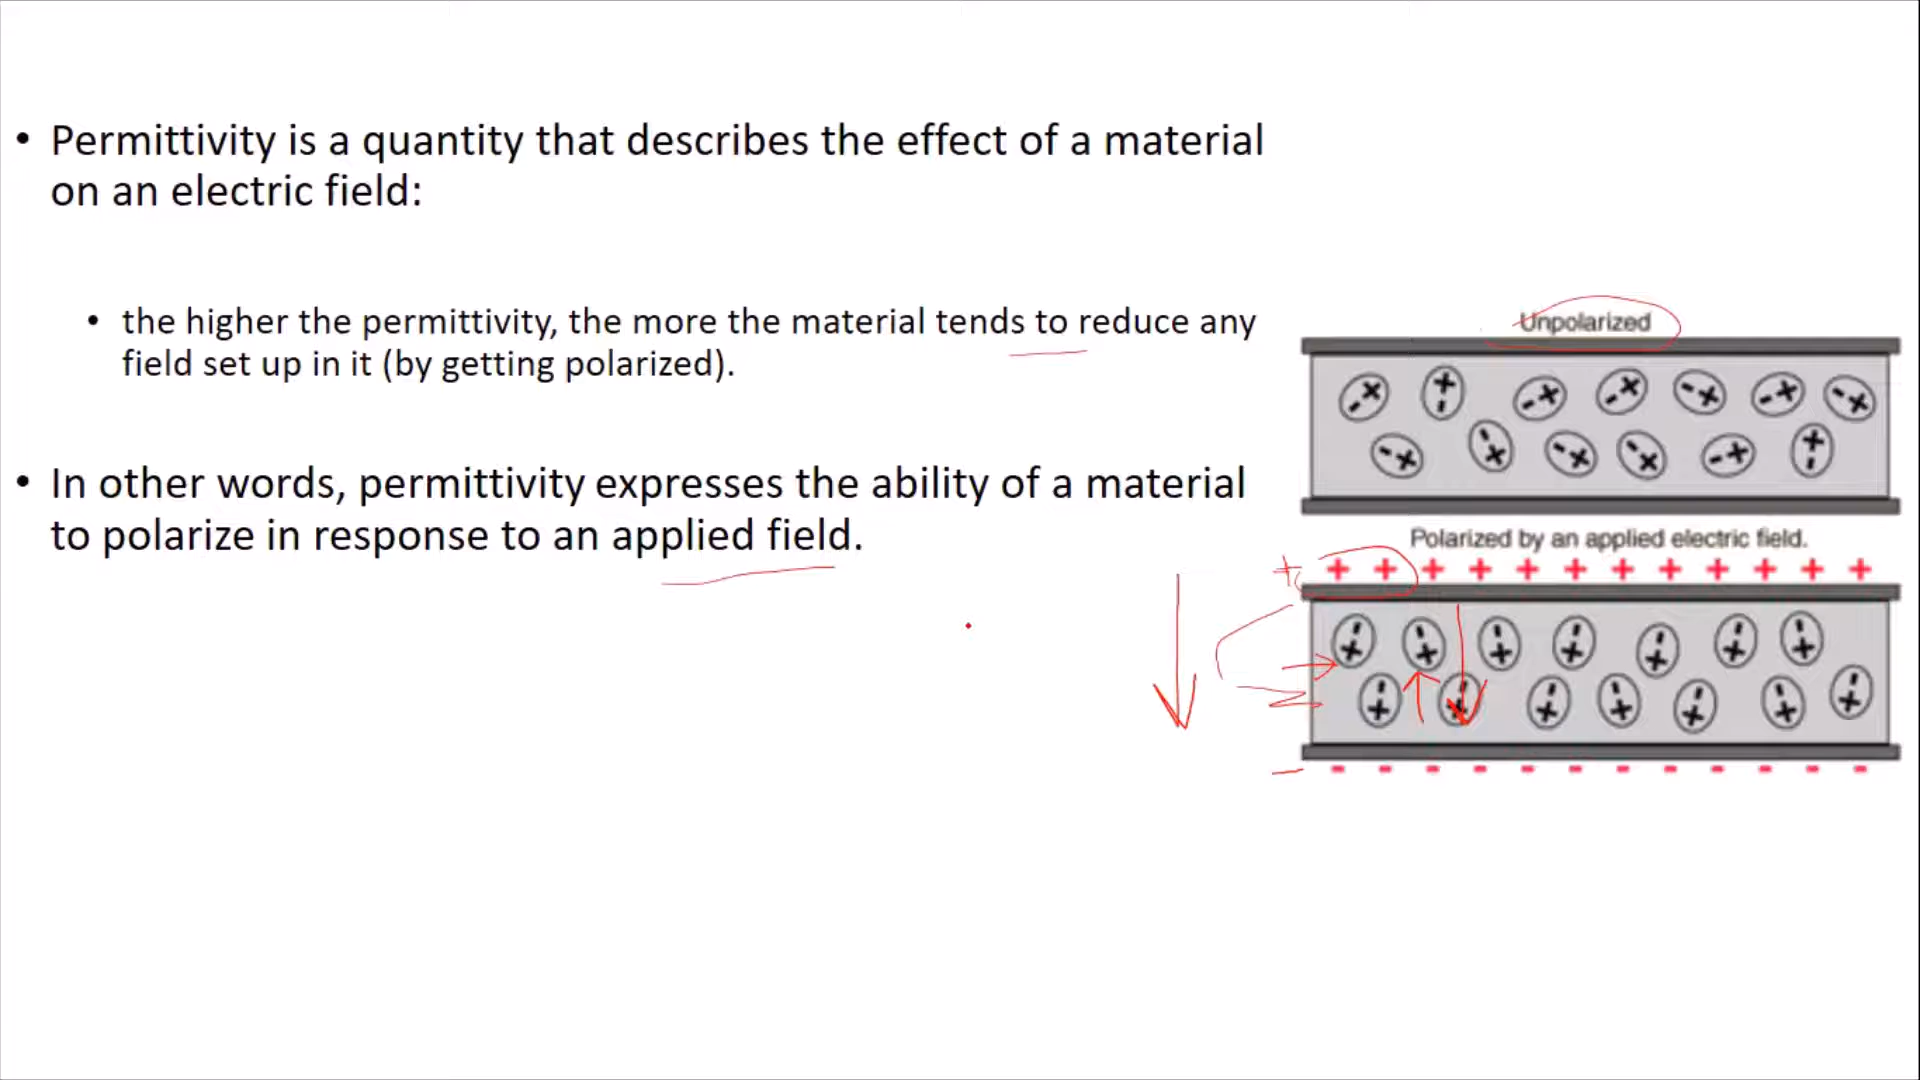 • Permittivity is a quantity that describes the effect of a material
on an electric field:
• the higher the permittivity, the more the material tends to reduce any
field set up in it (by getting polarized).
• In other words, permittivity expresses the ability of a material
to polarize in response to an applied field.
Unpolarized
Polarized by an applied electric field.
+ + + + + + + + + + + + +
- - - - - - - - - - - - -